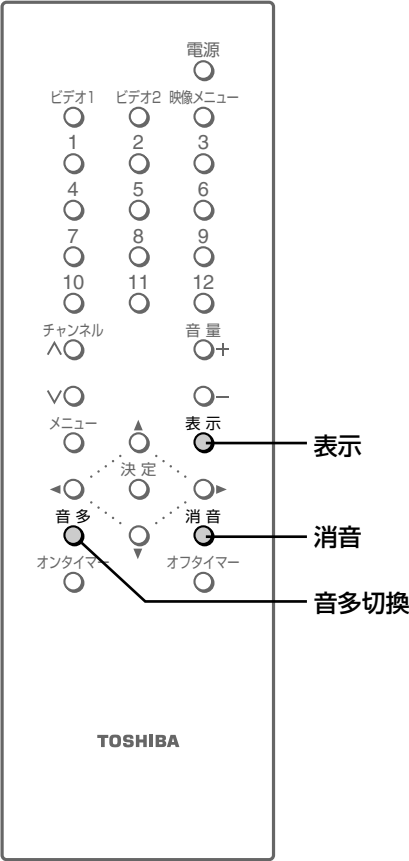 電源
ビデオ1 ビデオ2 映像メニュー
1 2 3
4 5 6
7 8 9
10 11 12
チャンネル 音量
∧ +
∨ −
メニュー ▲ 表示
表示
決定
◀ ▶
音多 消音
▼
消音
オンタイマー オフタイマー
音多切換
TOSHIBA